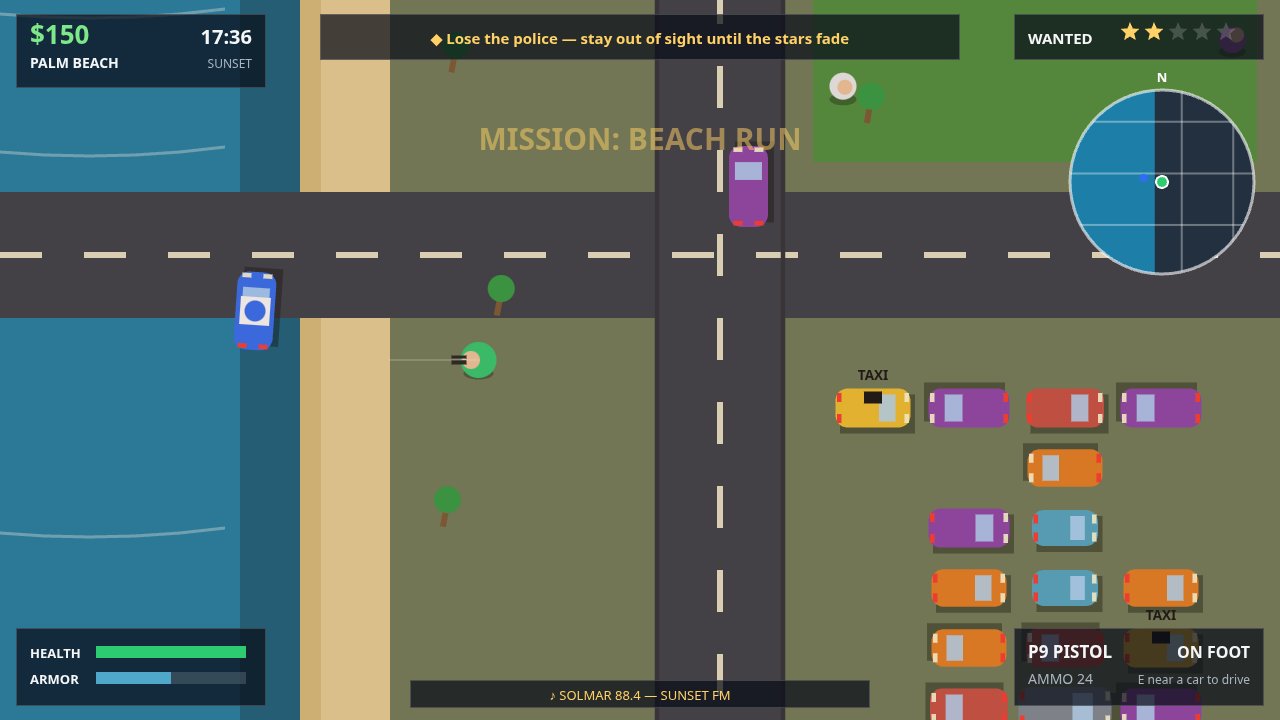 $150
17:36
PALM BEACH
SUNSET
◆ Lose the police — stay out of sight until the stars fade
WANTED
N
MISSION: BEACH RUN
TAXI
TAXI
HEALTH
ARMOR
♪ SOLMAR 88.4 — SUNSET FM
P9 PISTOL
ON FOOT
AMMO 24
E near a car to drive